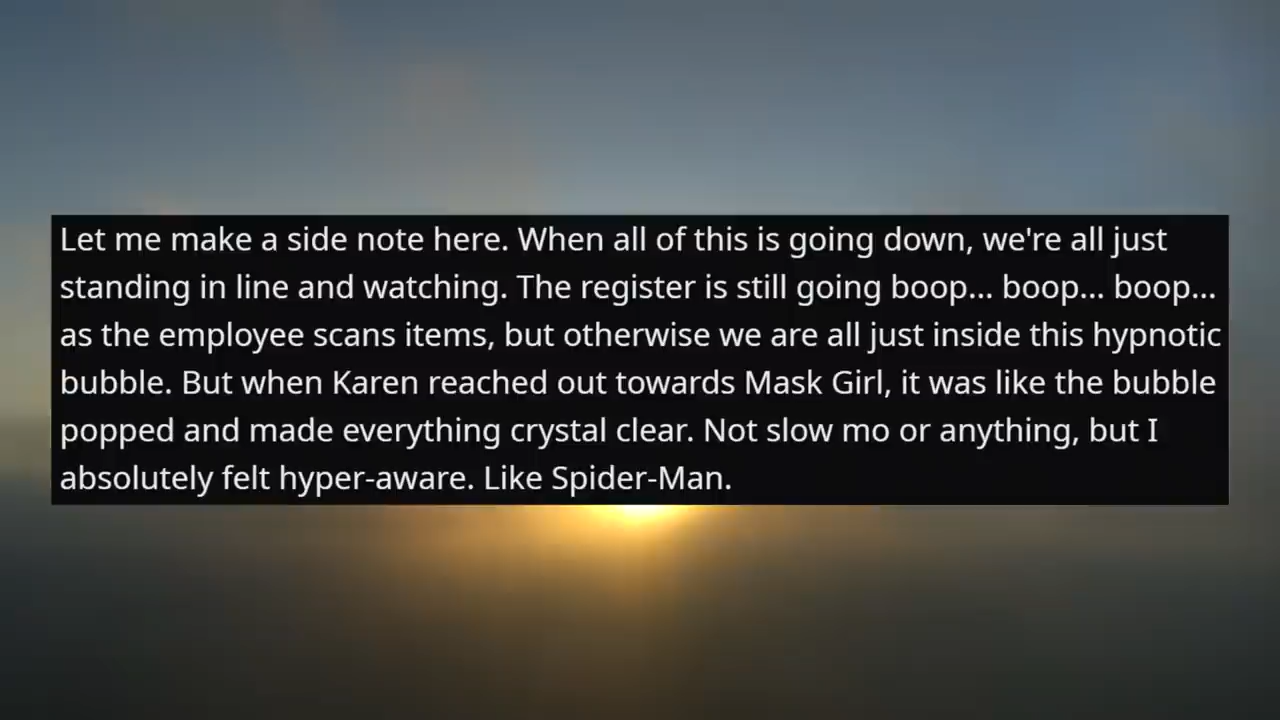 Let me make a side note here. When all of this is going down, we're all just
standing in line and watching. The register is still going boop... boop... boop...
as the employee scans items, but otherwise we are all just inside this hypnotic
bubble. But when Karen reached out towards Mask Girl, it was like the bubble
popped and made everything crystal clear. Not slow mo or anything, but I
absolutely felt hyper-aware. Like Spider-Man.